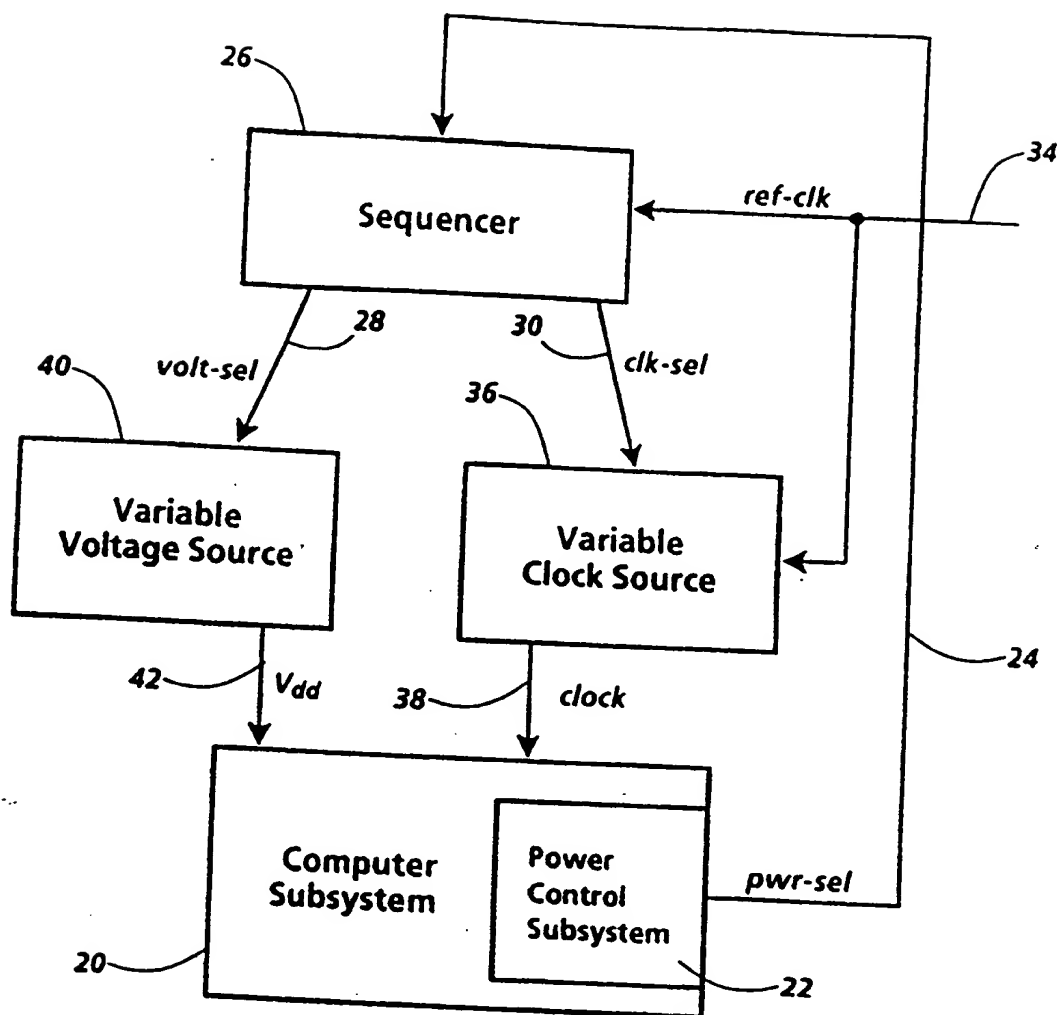 26
34
ref-clk
Sequencer
28
30
volt-sel
clk-sel
40
36
Variable
Voltage Source
Variable
Clock Source
24
42
Vdd
38
clock
Computer
Subsystem
Power
Control
Subsystem
pwr-sel
20
22